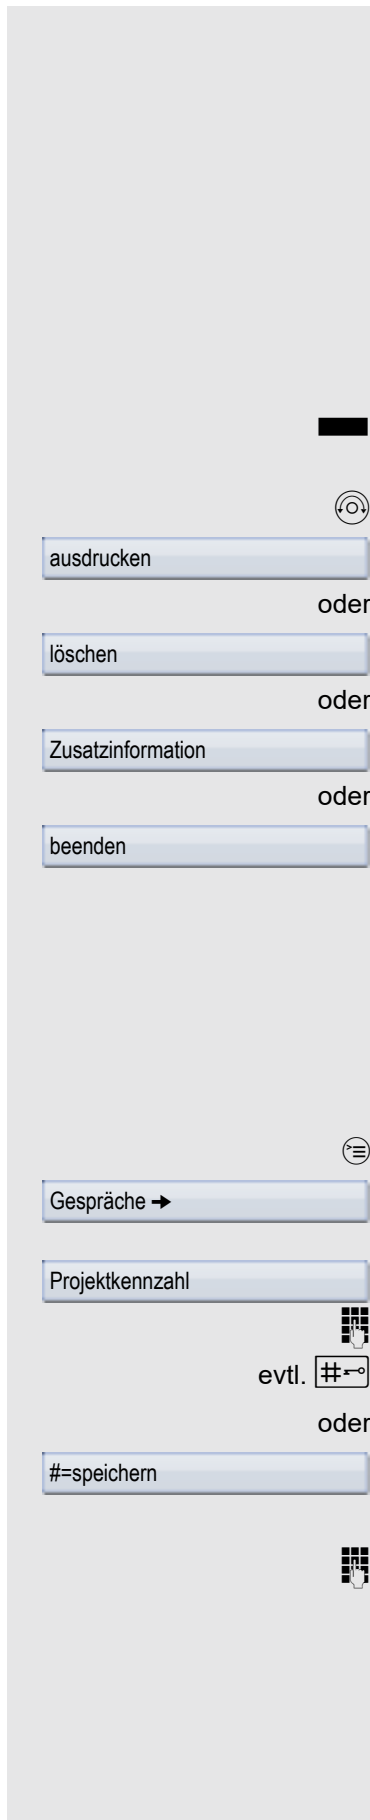 ausdrucken
oder
löschen
oder
Zusatzinformation
oder
beenden
Gespräche →
Projektkennzahl
evtl. #
oder
#=speichern